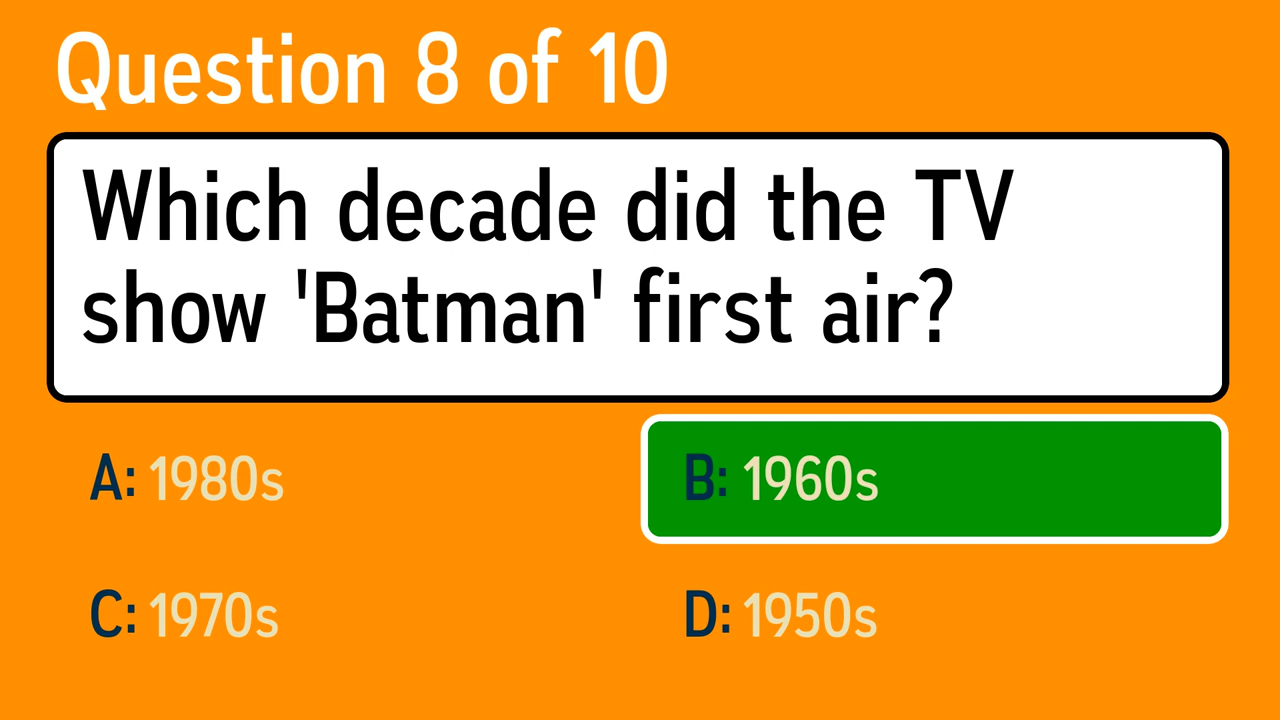 Question 8 of 10
Which decade did the TV
show 'Batman' first air?
A: 1980s
B: 1960s
C: 1970s
D: 1950s